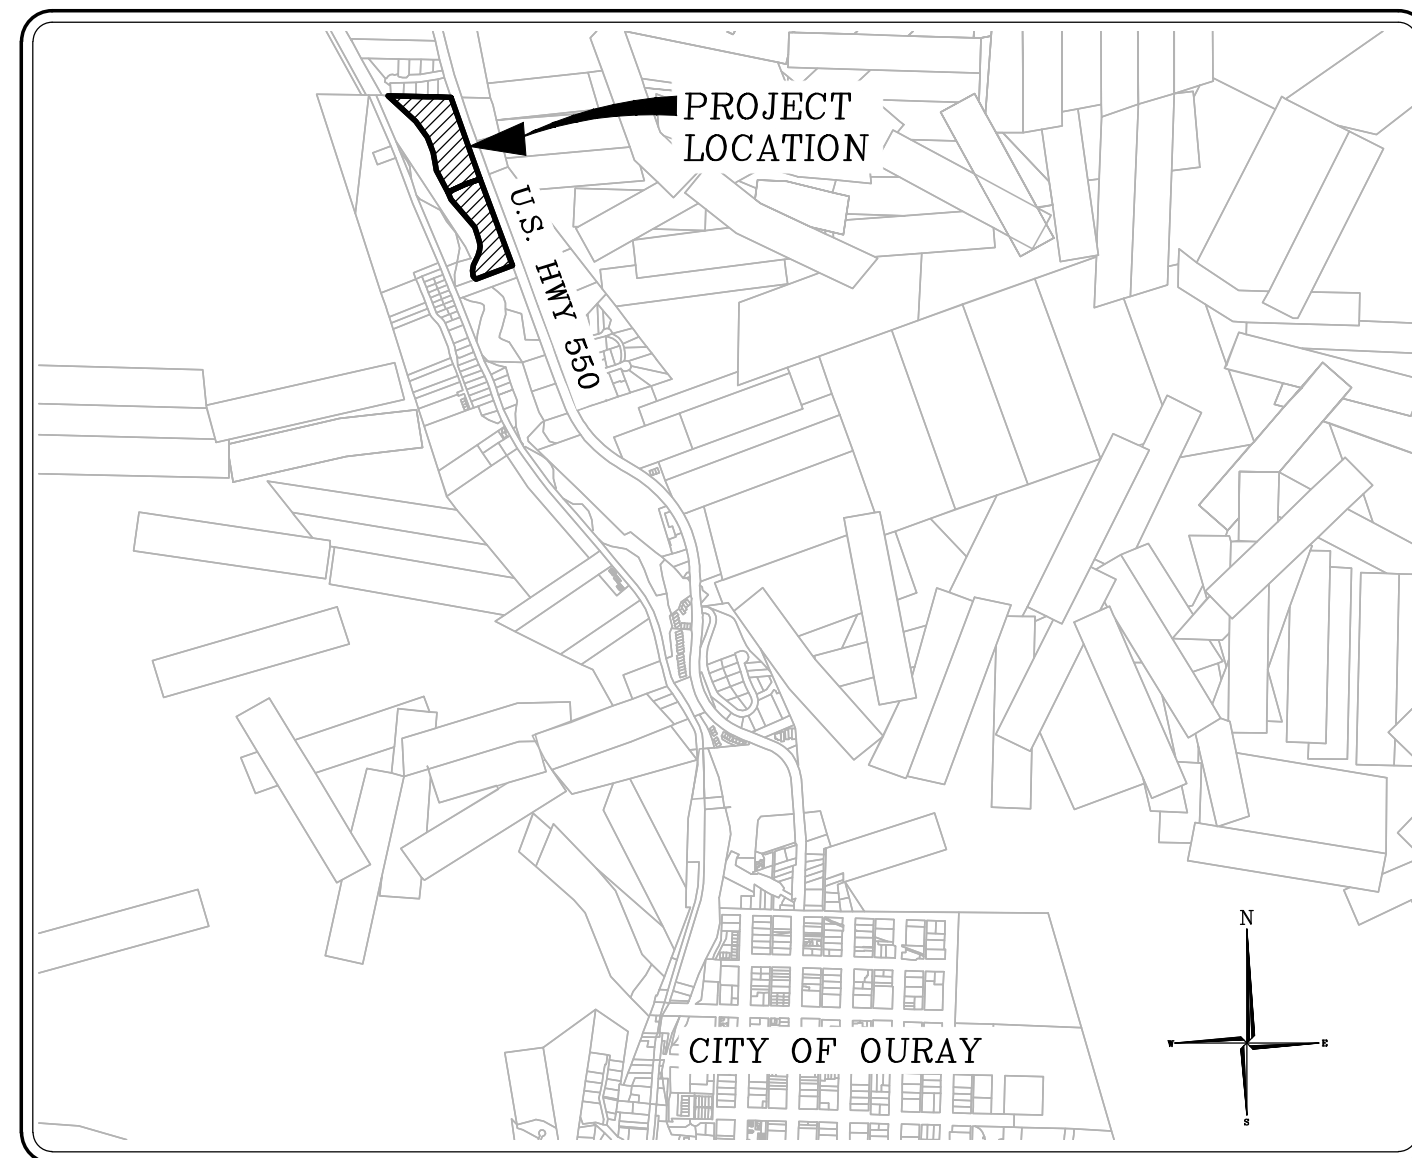 PROJECT
LOCATION
U.S. HWY 550
N
W
E
CITY OF OURAY
S